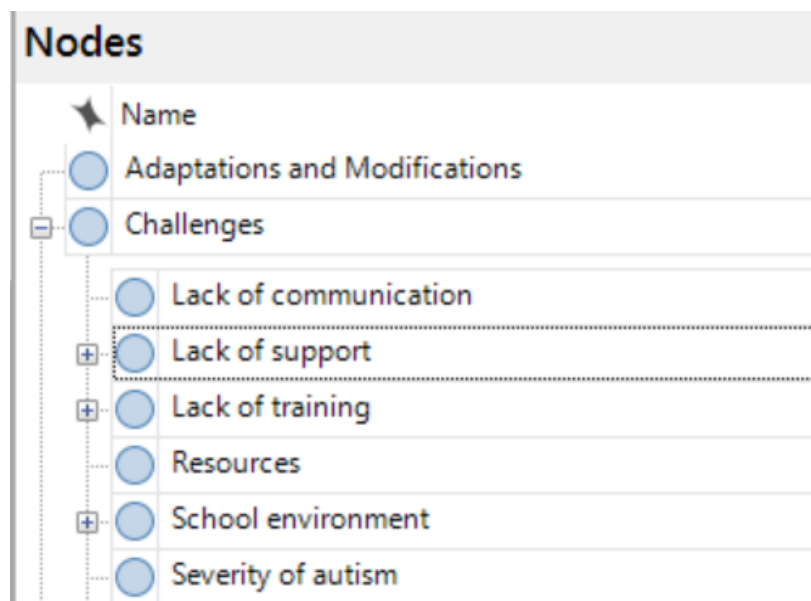 Nodes
Name
Adaptations and Modifications
Challenges
Lack of communication
Lack of support
Lack of training
Resources
School environment
Severity of autism